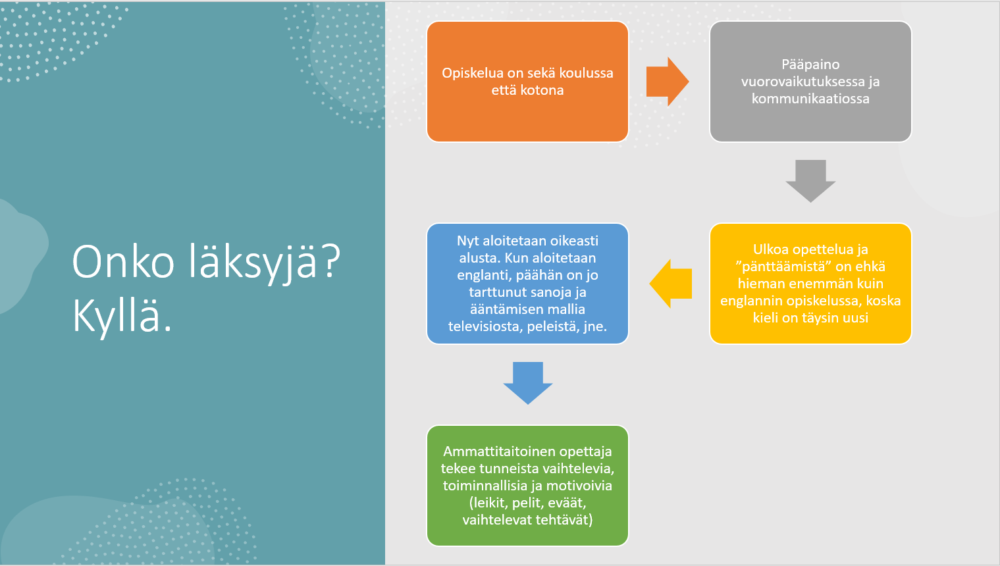 Onko läksyjä?
Kyllä.
Opiskelua on sekä koulussa
että kotona
Pääpaino
vuorovaikutuksessa ja
kommunikaatiossa
Ulkoa opettelua ja
”pänttäämistä” on ehkä
hieman enemmän kuin
englannin opiskelussa, koska
kieli on täysin uusi
Nyt aloitetaan oikeasti
alusta. Kun aloitetaan
englanti, päähän on jo
tarttunut sanoja ja
ääntämisen mallia
televisiosta, peleistä, jne.
Ammattitaitoinen opettaja
tekee tunneista vaihtelevia,
toiminnallisia ja motivoivia
(leikit, pelit, eväät,
vaihtelevat tehtävät)